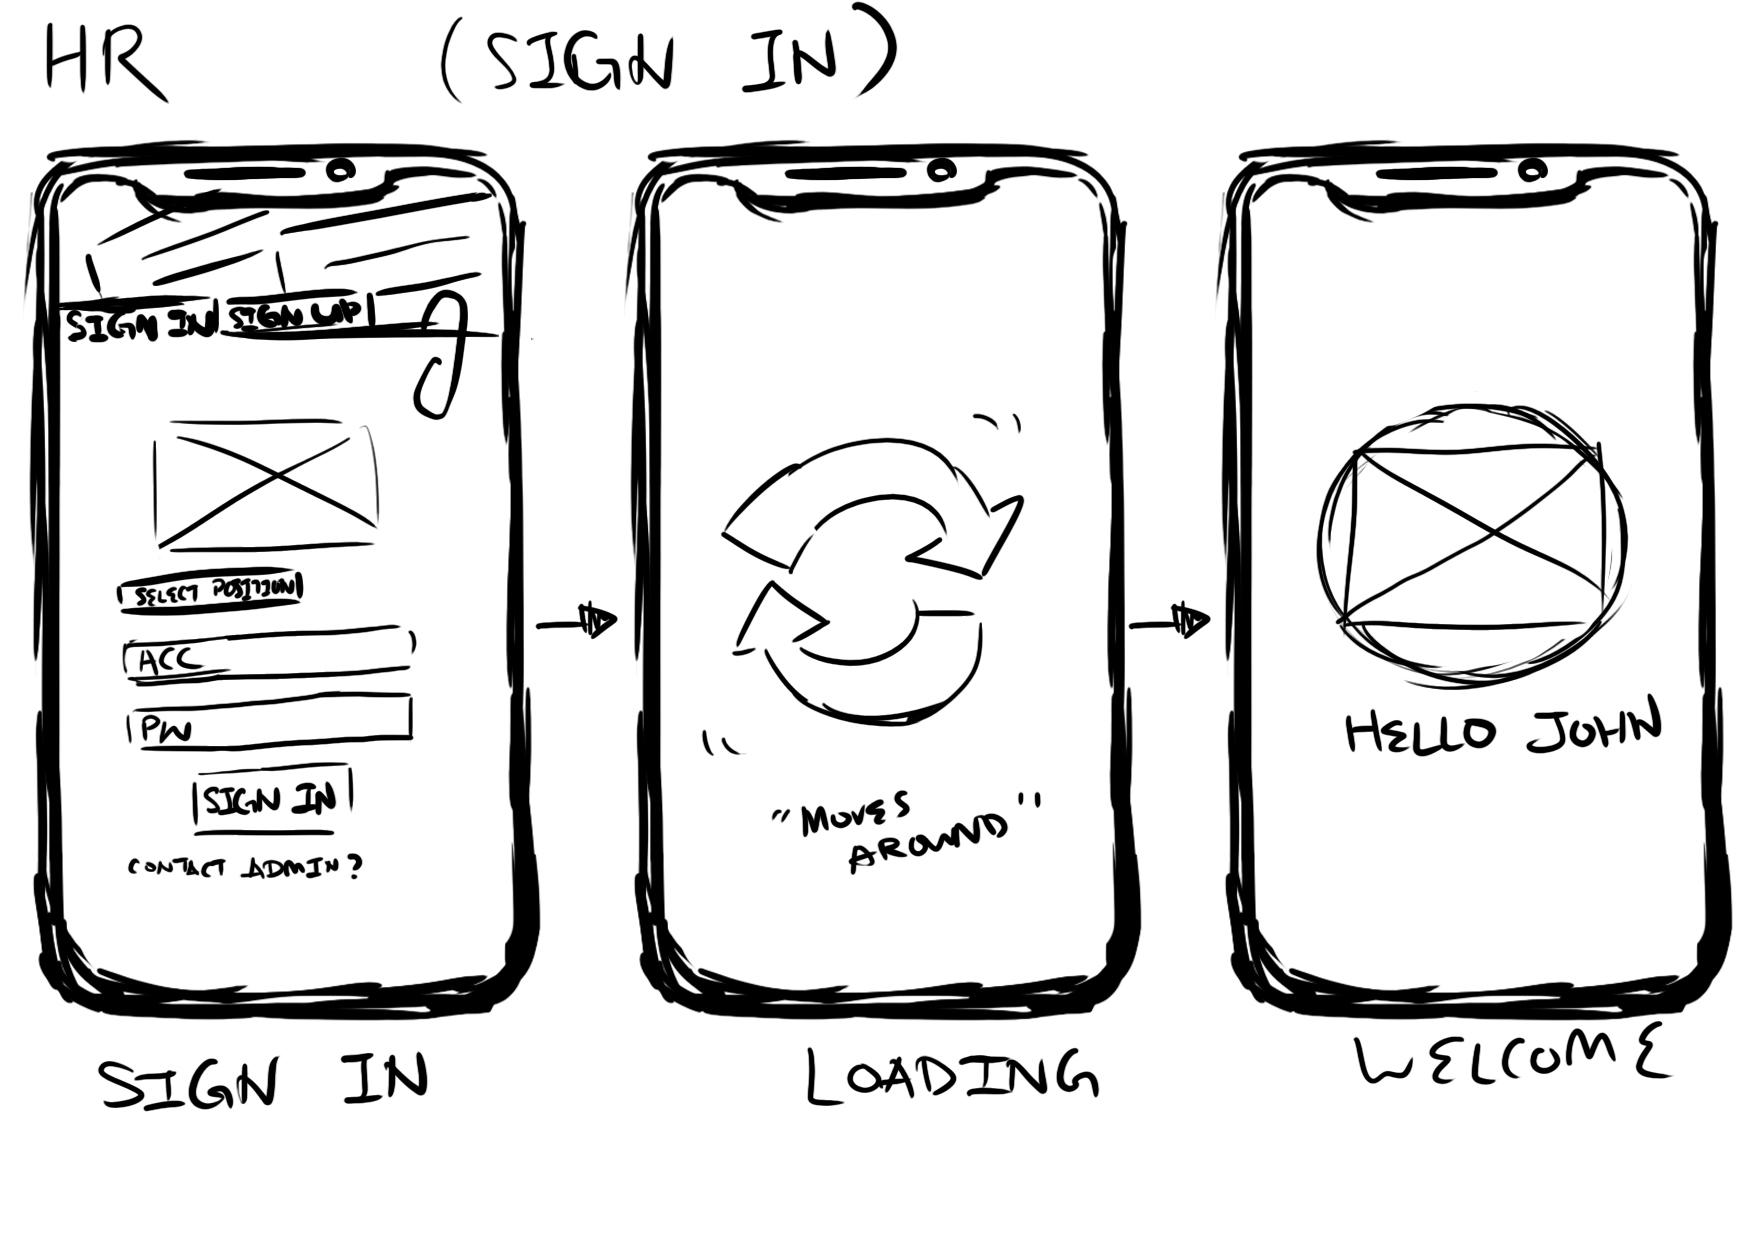 HR (SIGN IN)
SIGN IN SIGN UP
SELECT POSITION
ACC
PW
SIGN IN
CONTACT ADMIN?
"MOVES
AROUND"
HELLO JOHN
SIGN IN
LOADING
WELCOME